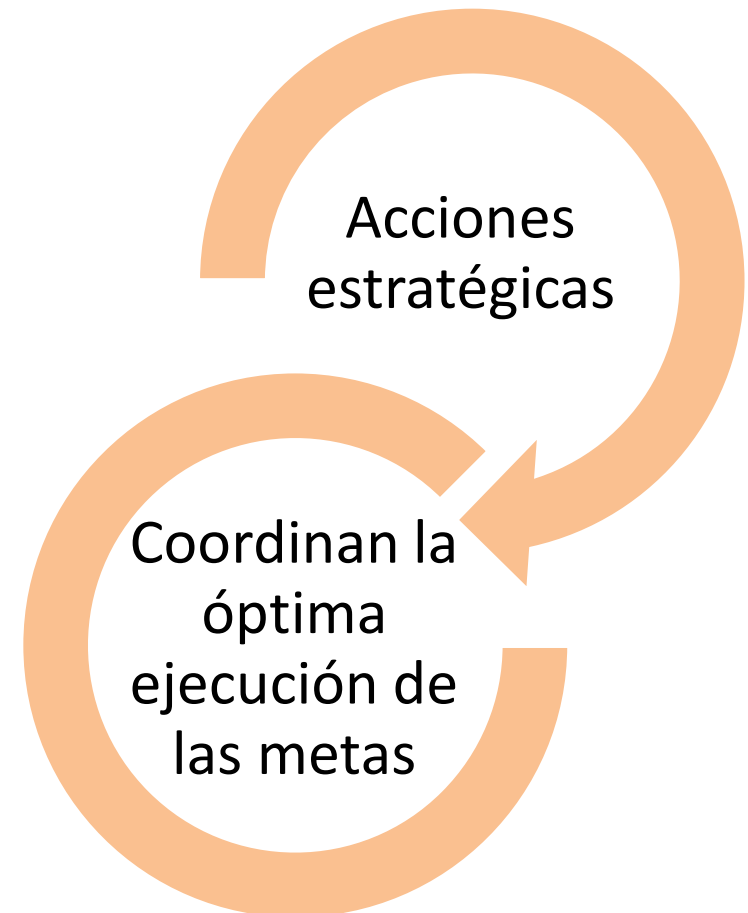 Acciones
estratégicas
Coordinan la
óptima
ejecución de
las metas